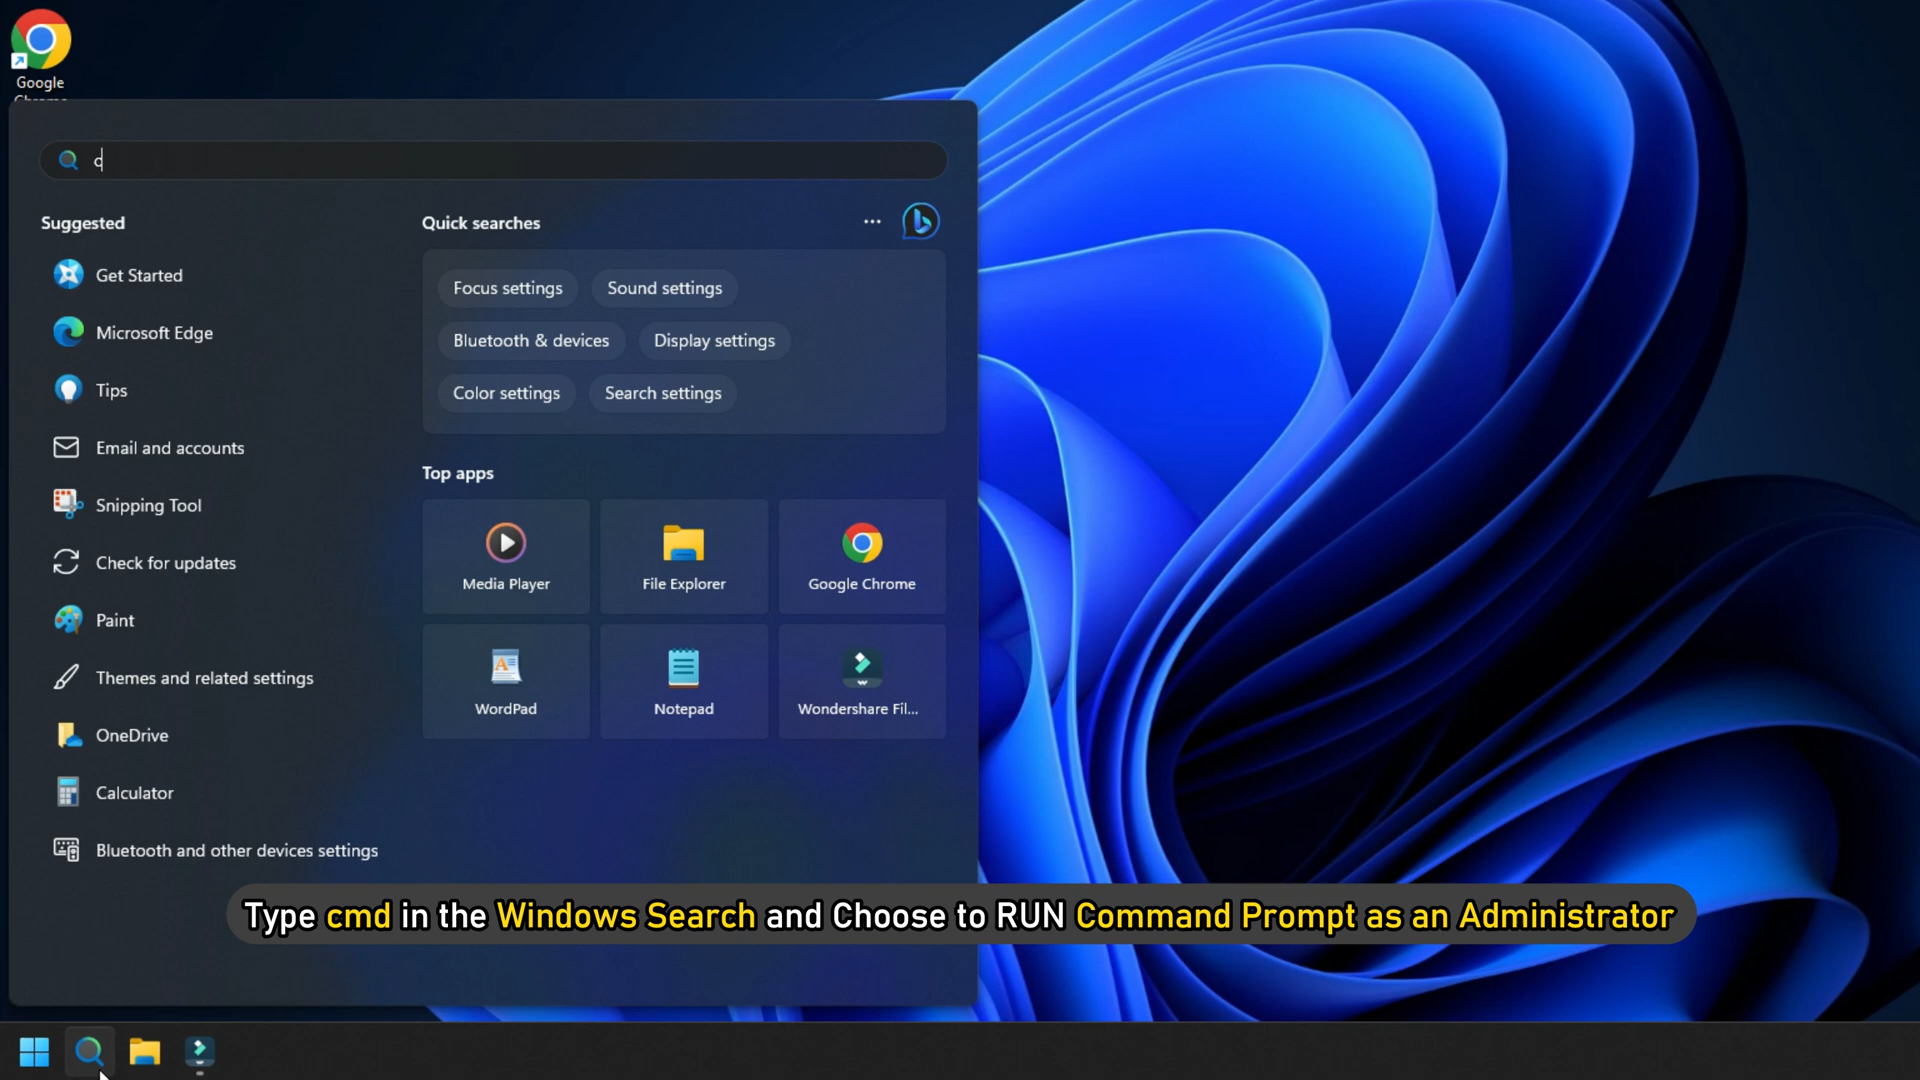 Google
Chrome
c
Suggested
Quick searches
Get Started
Focus settings
Sound settings
Microsoft Edge
Bluetooth & devices
Display settings
Tips
Color settings
Search settings
Email and accounts
Top apps
Snipping Tool
Check for updates
Media Player
File Explorer
Google Chrome
Paint
Themes and related settings
WordPad
Notepad
Wondershare Fil...
OneDrive
Calculator
Bluetooth and other devices settings
Type cmd in the Windows Search and Choose to RUN Command Prompt as an Administrator